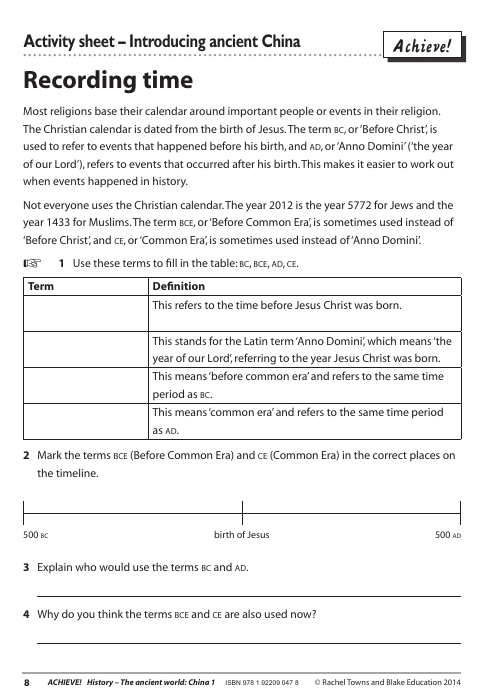 Activity sheet – Introducing ancient China
Achieve!
Recording time
Most religions base their calendar around important people or events in their religion.
The Christian calendar is dated from the birth of Jesus. The term BC, or ‘Before Christ’, is
used to refer to events that happened before his birth, and AD, or ‘Anno Domini’ (‘the year
of our Lord’), refers to events that occurred after his birth. This makes it easier to work out
when events happened in history.
Not everyone uses the Christian calendar. The year 2012 is the year 5772 for Jews and the
year 1433 for Muslims. The term BCE, or ‘Before Common Era’, is sometimes used instead of
‘Before Christ’, and CE, or ‘Common Era’, is sometimes used instead of ‘Anno Domini’.
1 Use these terms to fill in the table: BC, BCE, AD, CE.
Term Definition
This refers to the time before Jesus Christ was born.
This stands for the Latin term ‘Anno Domini’, which means ‘the
year of our Lord’, referring to the year Jesus Christ was born.
This means ‘before common era’ and refers to the same time
period as BC.
This means ‘common era’ and refers to the same time period
as AD.
2 Mark the terms BCE (Before Common Era) and CE (Common Era) in the correct places on
the timeline.
500 BC birth of Jesus 500 AD
3 Explain who would use the terms BC and AD.
4 Why do you think the terms BCE and CE are also used now?
8 ACHIEVE! History – The ancient world: China 1 ISBN 978 1 92209 047 8 © Rachel Towns and Blake Education 2014